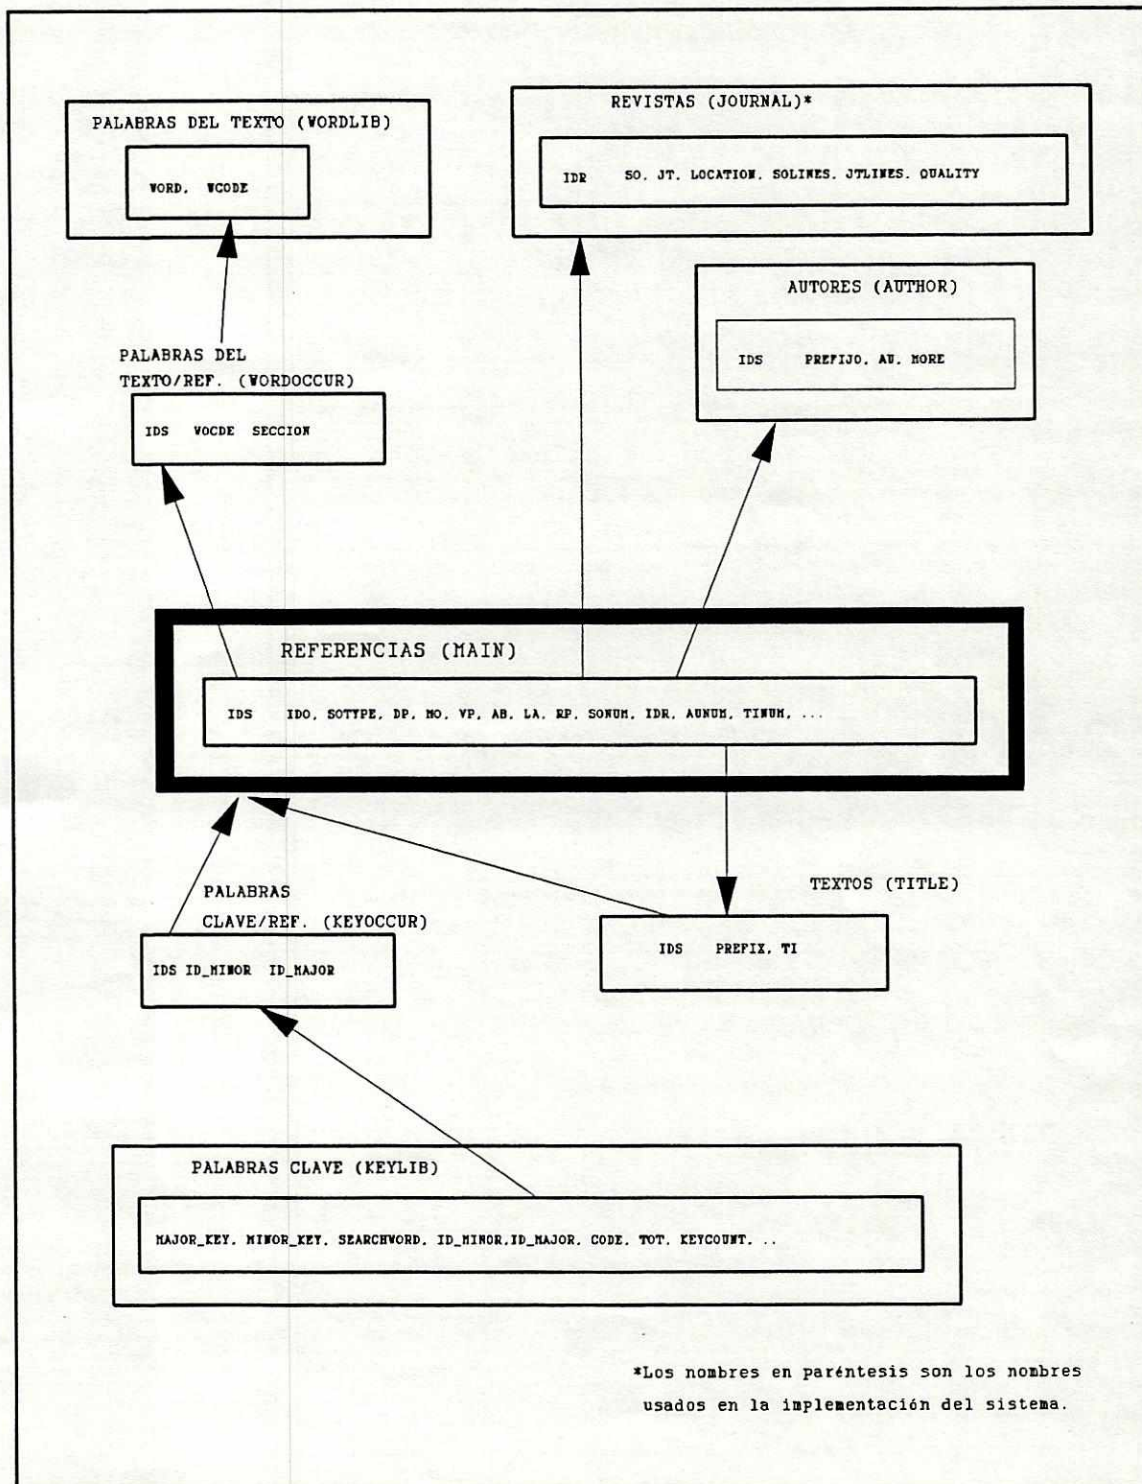 REVISTAS (JOURNAL)*
PALABRAS DEL TEXTO (WORDLIB)
IDR SO, JT, LOCATION, SOLINES, JTLINES, QUALITY
WORD, WCODE
AUTORES (AUTHOR)
PALABRAS DEL
TEXTO/REF. (WORDOCCUR)
IDS PREFIJO, AU, MORE
IDS WOCDE SECCION
REFERENCIAS (MAIN)
IDS IDO, SOTYPE, DP, MO, VP, AB, LA, RP, SONUM, IDR, AUNUM, TINUM, ...
PALABRAS
CLAVE/REF. (KEYOCCUR)
TEXTOS (TITLE)
IDS PREFIX, TI
IDS ID_MINOR ID_MAJOR
PALABRAS CLAVE (KEYLIB)
MAJOR_KEY, MINOR_KEY, SEARCHWORD, ID_MINOR,ID_MAJOR, CODE, TOT, KEYCOUNT, ..
*Los nombres en paréntesis son los nombres
usados en la implementación del sistema.